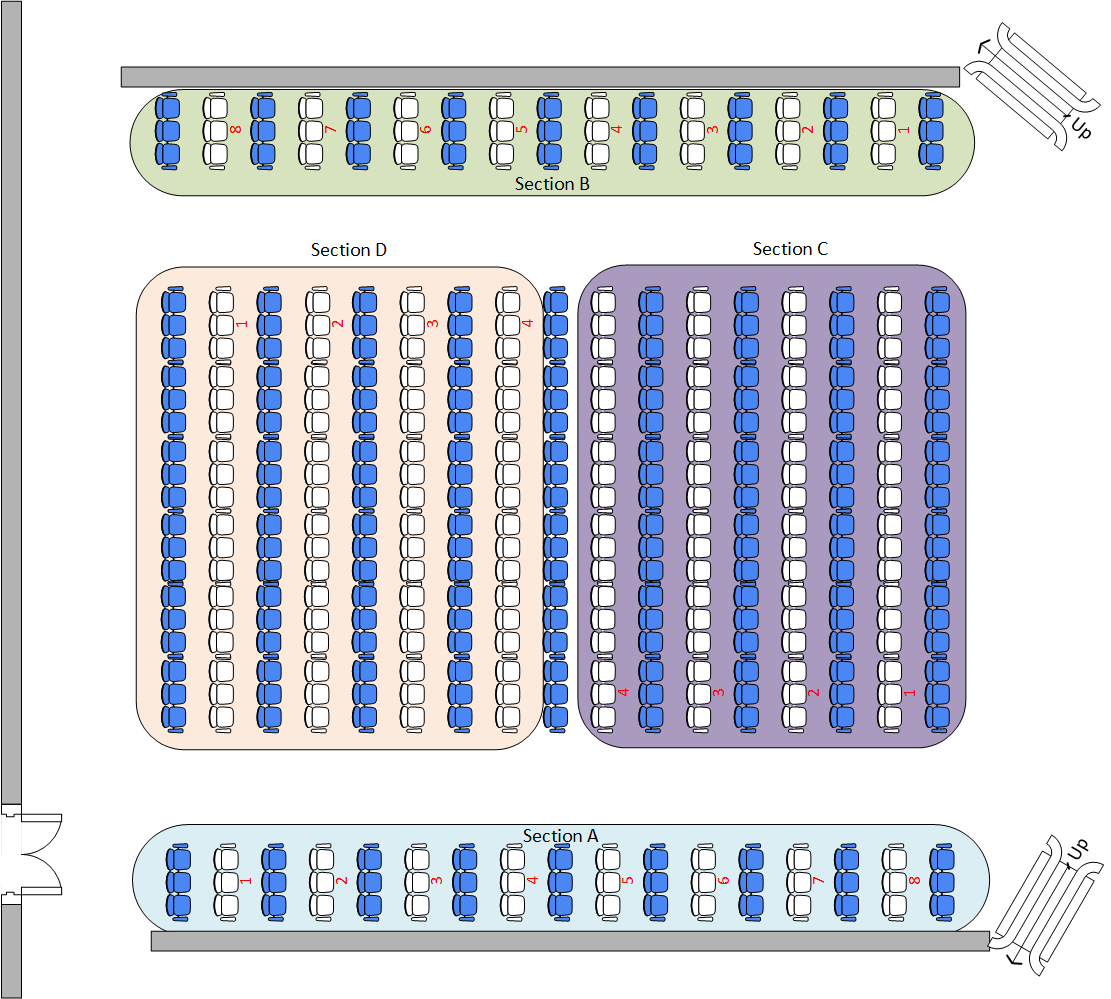 Up
8 7 6 5 4 3 2 1
Section B
Section D
Section C
1 2 3 4
4 3 2 1
Section A
Up
1 2 3 4 5 6 7 8